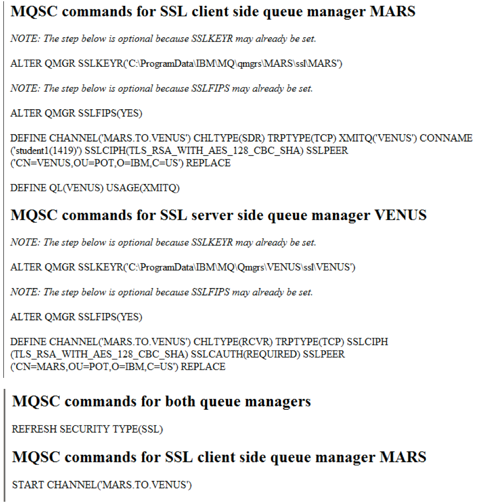 MQSC commands for SSL client side queue manager MARS
NOTE: The step below is optional because SSLKEYR may already be set.
ALTER QMGR SSLKEYR('C:\ProgramData\IBM\MQ\qmgrs\MARS\ssl\MARS')
NOTE: The step below is optional because SSLFIPS may already be set.
ALTER QMGR SSLFIPS(YES)
DEFINE CHANNEL('MARS.TO.VENUS') CHLTYPE(SDR) TRPTYPE(TCP) XMITQ('VENUS') CONNAME
('student1(1419)') SSLCIPH(TLS_RSA_WITH_AES_128_CBC_SHA) SSLPEER
('CN=VENUS,OU=POT,O=IBM,C=US') REPLACE
DEFINE QL(VENUS) USAGE(XMITQ)
MQSC commands for SSL server side queue manager VENUS
NOTE: The step below is optional because SSLKEYR may already be set.
ALTER QMGR SSLKEYR('C:\ProgramData\IBM\MQ\Qmgrs\VENUS\ssl\VENUS')
NOTE: The step below is optional because SSLFIPS may already be set.
ALTER QMGR SSLFIPS(YES)
DEFINE CHANNEL('MARS.TO.VENUS') CHLTYPE(RCVR) TRPTYPE(TCP) SSLCIPH
(TLS_RSA_WITH_AES_128_CBC_SHA) SSLCAUTH(REQUIRED) SSLPEER
('CN=MARS,OU=POT,O=IBM,C=US') REPLACE
MQSC commands for both queue managers
REFRESH SECURITY TYPE(SSL)
MQSC commands for SSL client side queue manager MARS
START CHANNEL('MARS.TO.VENUS')